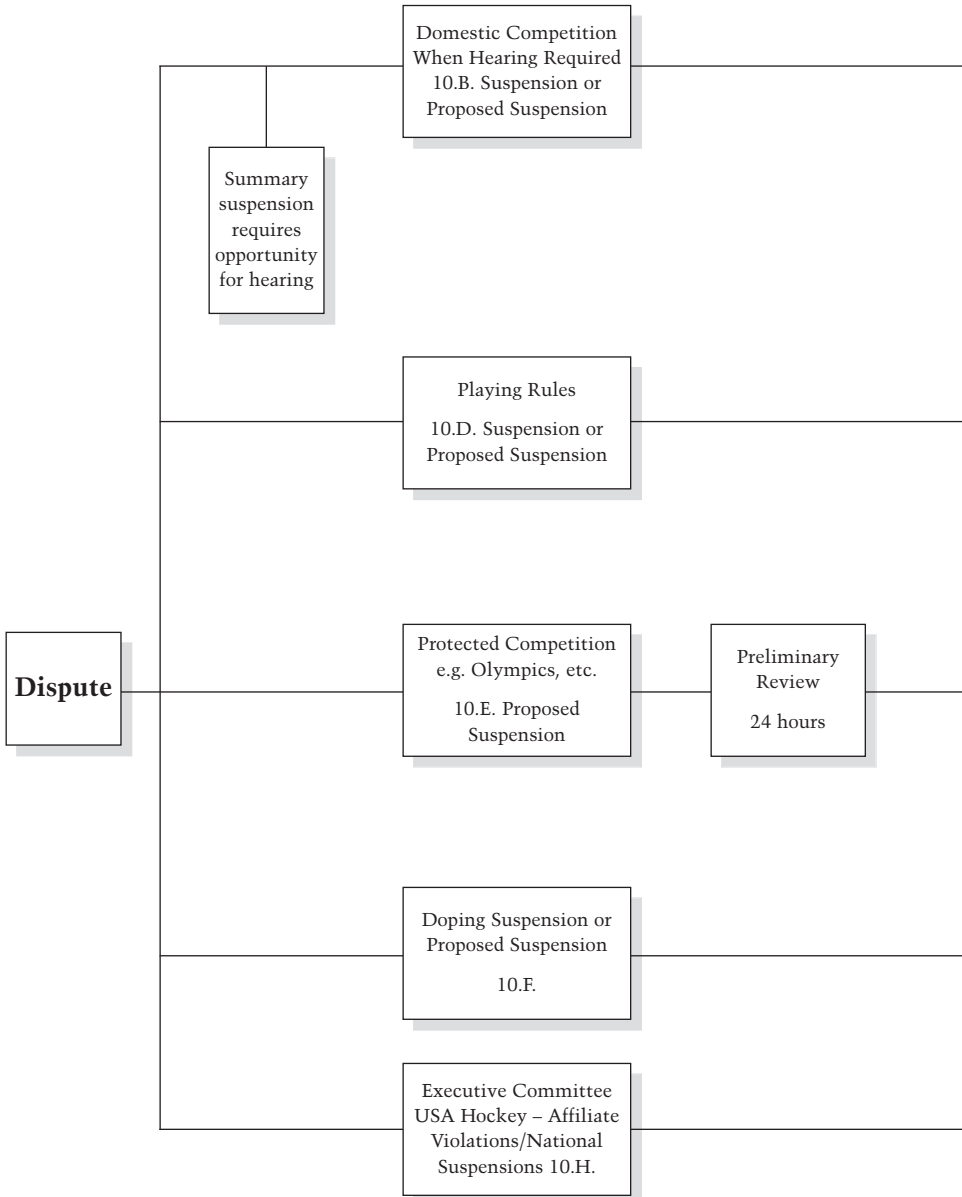 Domestic Competition
When Hearing Required
10.B. Suspension or
Proposed Suspension
Summary
suspension
requires
opportunity
for hearing
Playing Rules
10.D. Suspension or
Proposed Suspension
Dispute
Protected Competition
e.g. Olympics, etc.
10.E. Proposed
Suspension
Preliminary
Review
24 hours
Doping Suspension or
Proposed Suspension
10.F.
Executive Committee
USA Hockey – Affiliate
Violations/National
Suspensions 10.H.